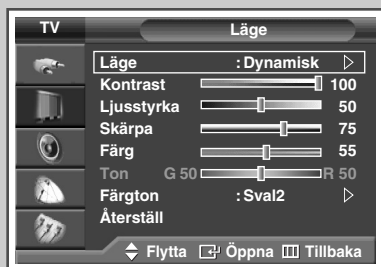 TV Läge
Läge : Dynamisk
Kontrast 100
Ljusstyrka 50
Skärpa 75
Färg 55
Ton G 50 R 50
Färgton : Sval2
Återställ
Flytta Öppna Tillbaka